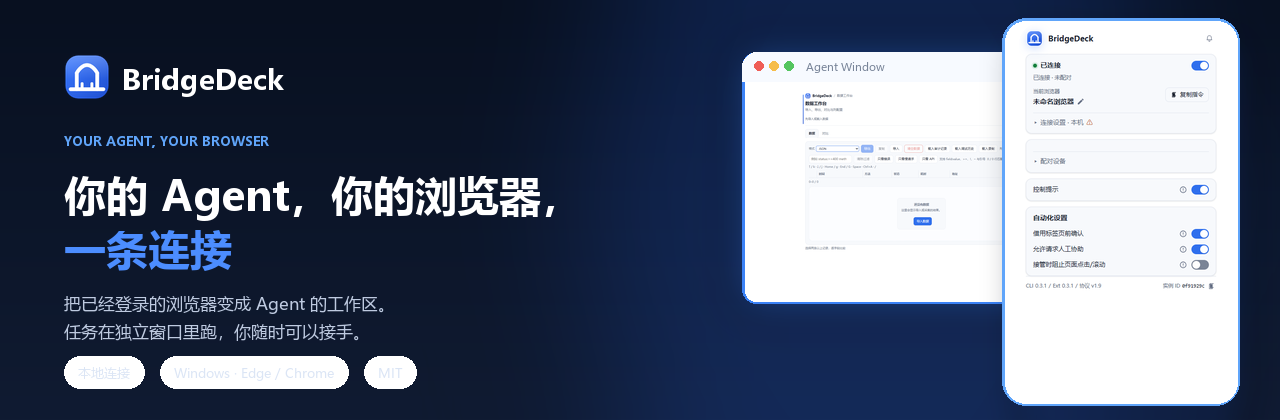 BridgeDeck
YOUR AGENT, YOUR BROWSER
你的 Agent，你的浏览器，
一条连接
把已经登录的浏览器变成 Agent 的工作区。
任务在独立窗口里跑，你随时可以接手。
本地连接
Windows · Edge / Chrome
MIT
Agent Window
BridgeDeck
数据工作台
BridgeDeck
已连接
已连接 · 未配对
当前浏览器
未命名浏览器
复制指令
连接设置 · 本机
配对设备
控制提示
自动化设置
借用标签页前确认
允许请求人工协助
接管时阻止页面点击/滚动
CLI 0.3.1 / Ext 0.3.1 / 协议 v1.9